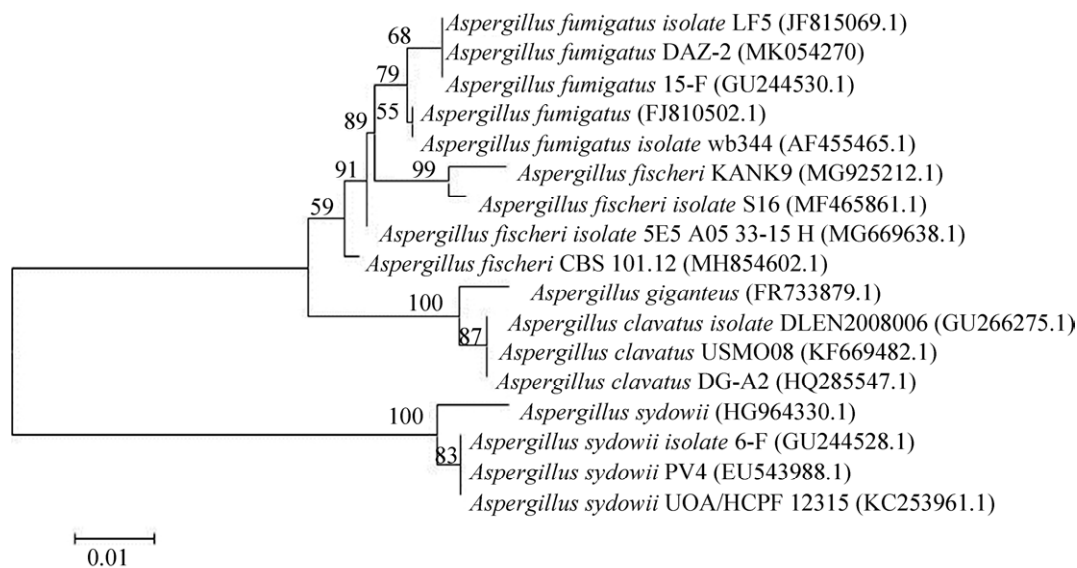 Aspergillus fumigatus isolate LF5 (JF815069.1)
68
Aspergillus fumigatus DAZ-2 (MK054270)
79
Aspergillus fumigatus 15-F (GU244530.1)
55
Aspergillus fumigatus (FJ810502.1)
89
Aspergillus fumigatus isolate wb344 (AF455465.1)
91
99
Aspergillus fischeri KANK9 (MG925212.1)
59
Aspergillus fischeri isolate S16 (MF465861.1)
Aspergillus fischeri isolate 5E5 A05 33-15 H (MG669638.1)
Aspergillus fischeri CBS 101.12 (MH854602.1)
100
Aspergillus giganteus (FR733879.1)
Aspergillus clavatus isolate DLEN2008006 (GU266275.1)
87
Aspergillus clavatus USMO08 (KF669482.1)
Aspergillus clavatus DG-A2 (HQ285547.1)
100
Aspergillus sydowii (HG964330.1)
Aspergillus sydowii isolate 6-F (GU244528.1)
83
Aspergillus sydowii PV4 (EU543988.1)
Aspergillus sydowii UOA/HCPF 12315 (KC253961.1)
0.01